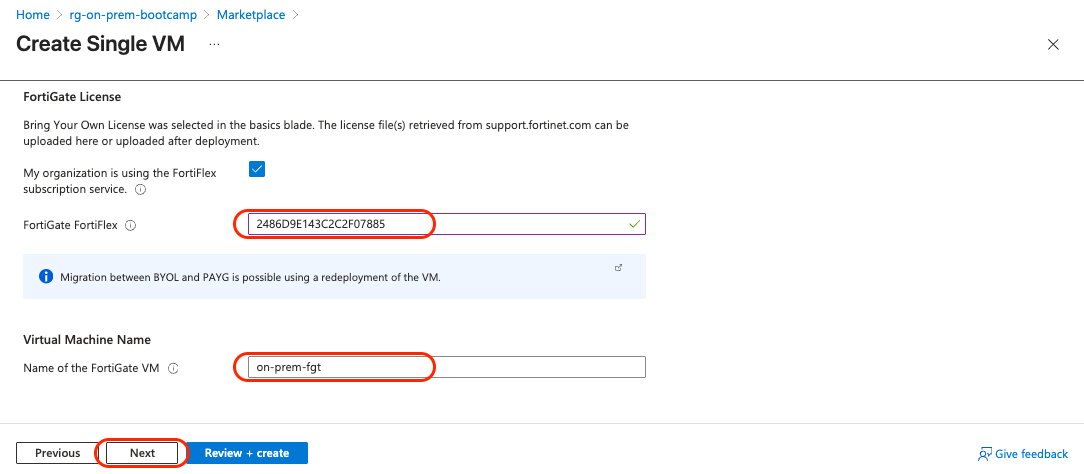 Home > rg-on-prem-bootcamp > Marketplace >
Create Single VM ...
FortiGate License
Bring Your Own License was selected in the basics blade. The license file(s) retrieved from support.fortinet.com can be
uploaded here or uploaded after deployment.
My organization is using the FortiFlex
subscription service.
FortiGate FortiFlex
2486D9E143C2C2F07885
Migration between BYOL and PAYG is possible using a redeployment of the VM.
Virtual Machine Name
Name of the FortiGate VM
on-prem-fgt
Previous
Next
Review + create
Give feedback